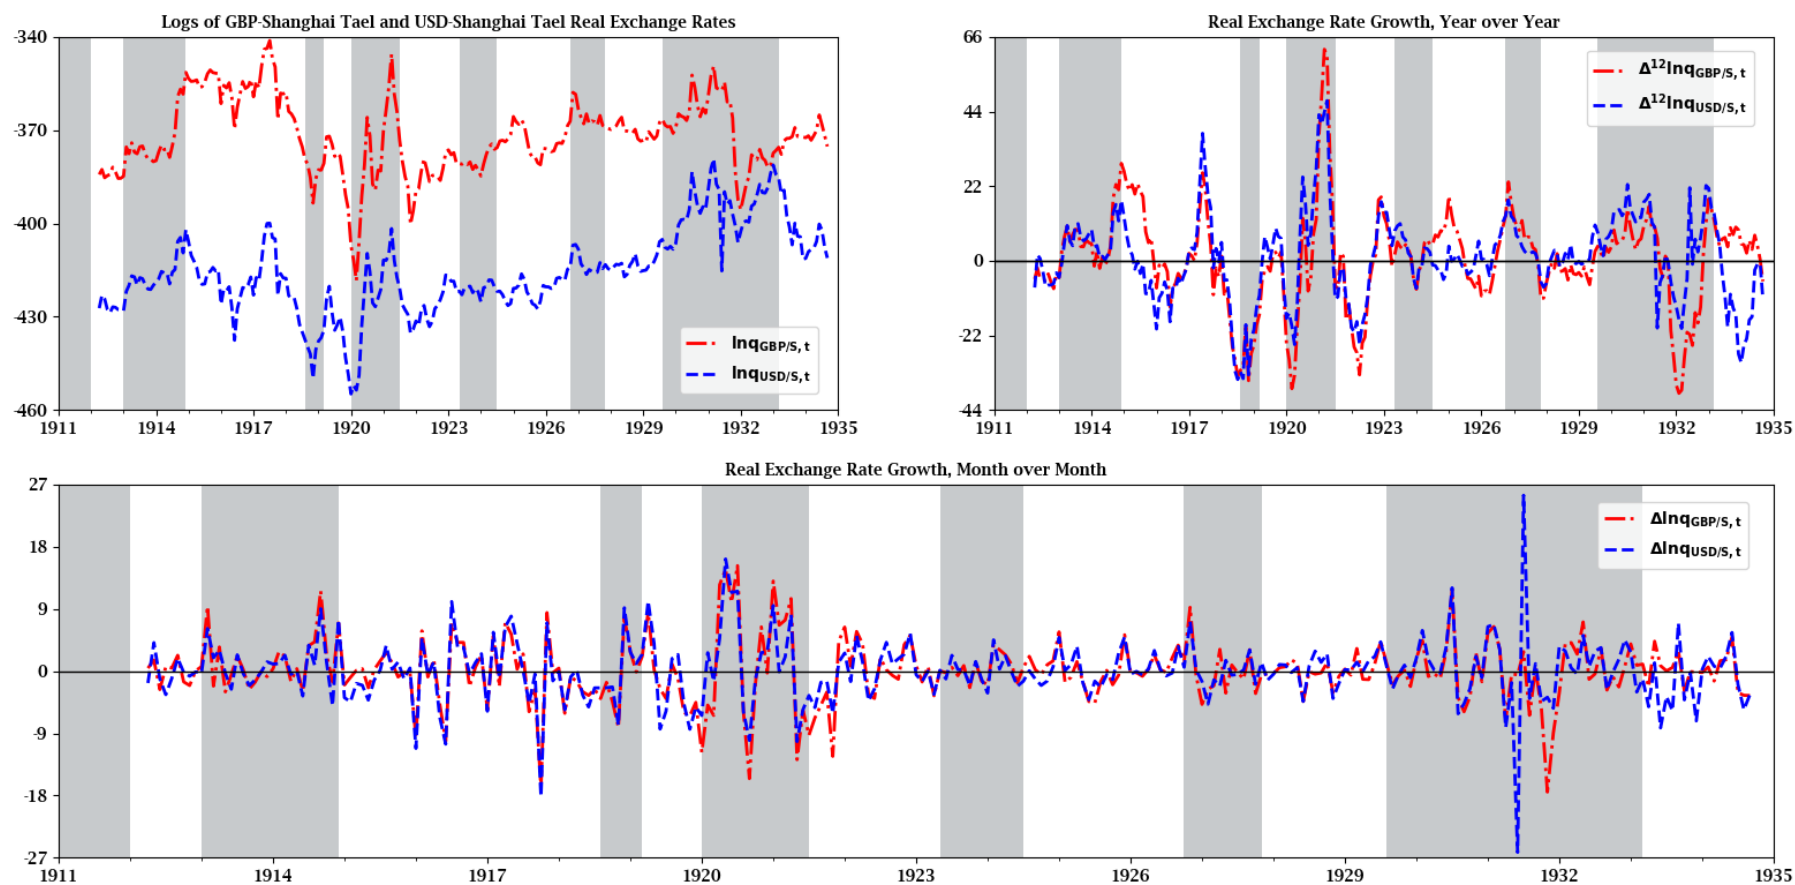 Logs of GBP-Shanghai Tael and USD-Shanghai Tael Real Exchange Rates
-340
-370
-400
-430
-460
lnq_GBP/S, t
lnq_USD/S, t
1911 1914 1917 1920 1923 1926 1929 1932 1935
Real Exchange Rate Growth, Year over Year
66
44
22
0
-22
-44
Δ^12lnq_GBP/S, t
Δ^12lnq_USD/S, t
1911 1914 1917 1920 1923 1926 1929 1932 1935
Real Exchange Rate Growth, Month over Month
27
18
9
0
-9
-18
-27
Δlnq_GBP/S, t
Δlnq_USD/S, t
1911 1914 1917 1920 1923 1926 1929 1932 1935